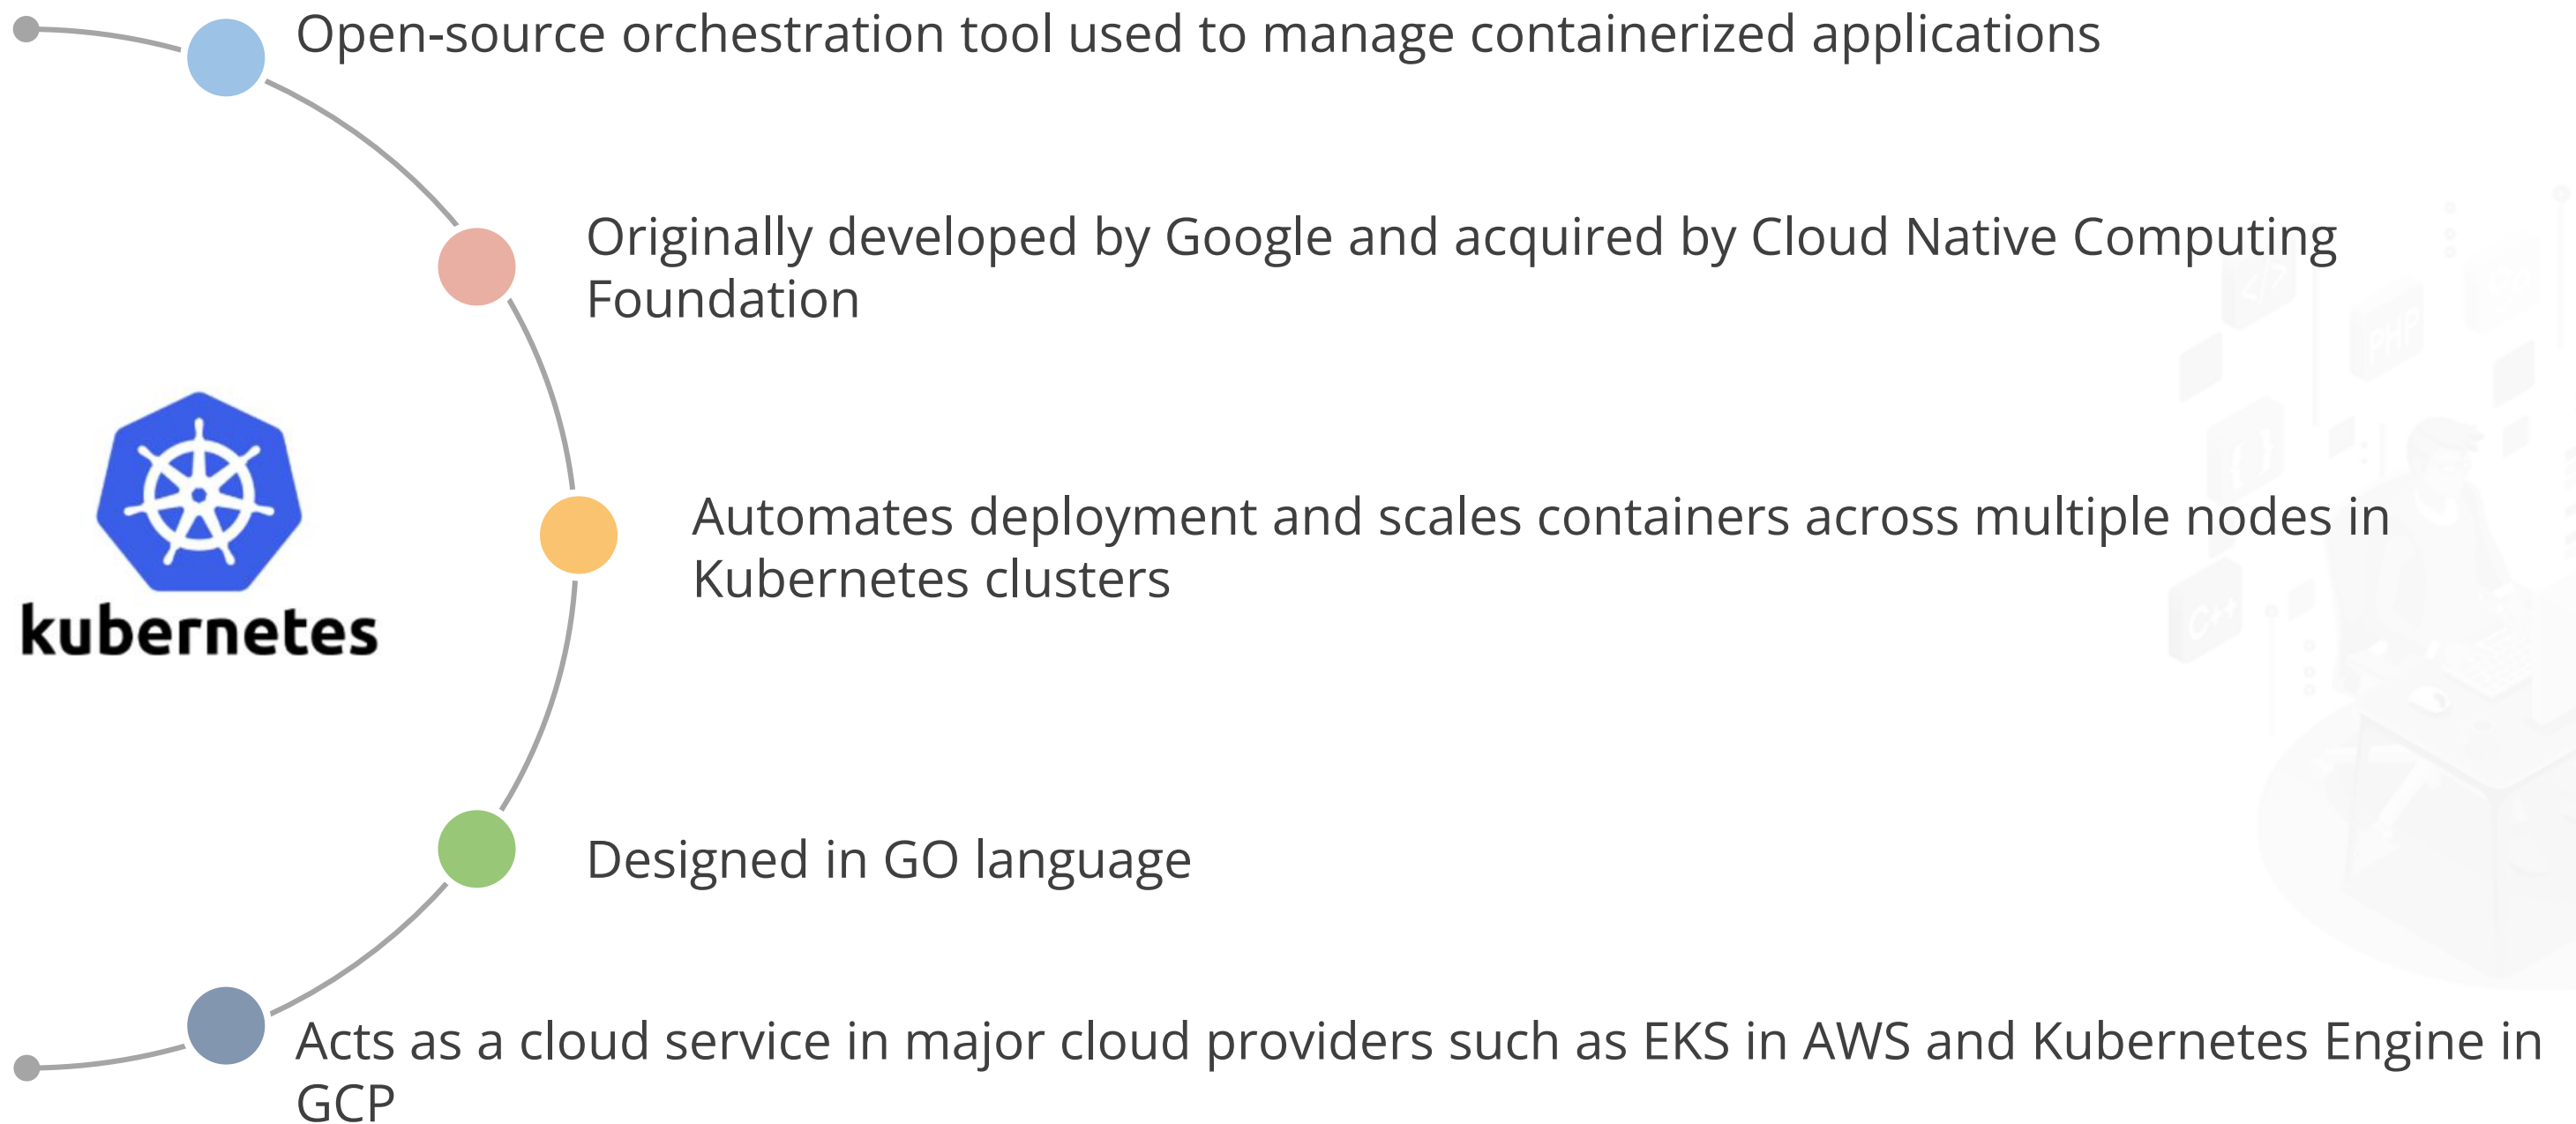 Open-source orchestration tool used to manage containerized applications
Originally developed by Google and acquired by Cloud Native Computing
Foundation
Automates deployment and scales containers across multiple nodes in
Kubernetes clusters
kubernetes
Designed in GO language
Acts as a cloud service in major cloud providers such as EKS in AWS and Kubernetes Engine in
GCP